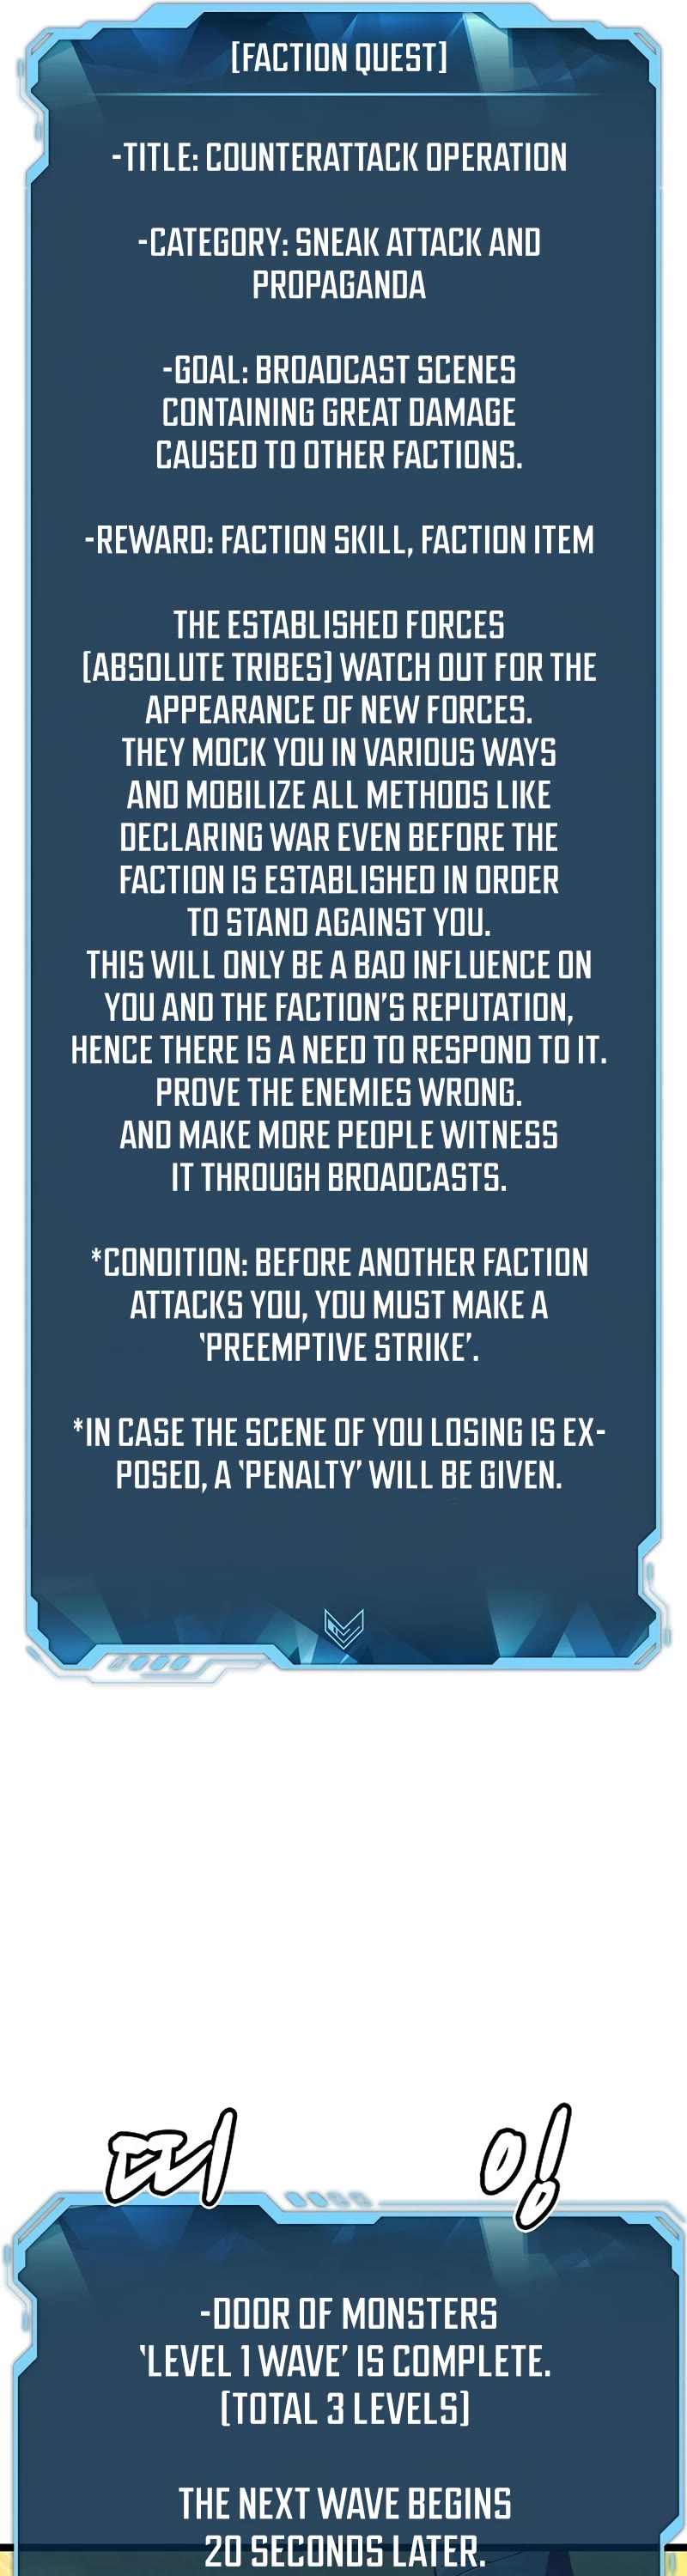 [FACTION QUEST]
-TITLE: COUNTERATTACK OPERATION
-CATEGORY: SNEAK ATTACK AND
PROPAGANDA
-GOAL: BROADCAST SCENES
CONTAINING GREAT DAMAGE
CAUSED TO OTHER FACTIONS.
-REWARD: FACTION SKILL, FACTION ITEM
THE ESTABLISHED FORCES
[ABSOLUTE TRIBES] WATCH OUT FOR THE
APPEARANCE OF NEW FORCES.
THEY MOCK YOU IN VARIOUS WAYS
AND MOBILIZE ALL METHODS LIKE
DECLARING WAR EVEN BEFORE THE
FACTION IS ESTABLISHED IN ORDER
TO STAND AGAINST YOU.
THIS WILL ONLY BE A BAD INFLUENCE ON
YOU AND THE FACTION'S REPUTATION,
HENCE THERE IS A NEED TO RESPOND TO IT.
PROVE THE ENEMIES WRONG.
AND MAKE MORE PEOPLE WITNESS
IT THROUGH BROADCASTS.
*CONDITION: BEFORE ANOTHER FACTION
ATTACKS YOU, YOU MUST MAKE A
‘PREEMPTIVE STRIKE’.
*IN CASE THE SCENE OF YOU LOSING IS EX-
POSED, A ‘PENALTY’ WILL BE GIVEN.
띠 잉
-DOOR OF MONSTERS
‘LEVEL 1 WAVE’ IS COMPLETE.
[TOTAL 3 LEVELS]
THE NEXT WAVE BEGINS
20 SECONDS LATER.